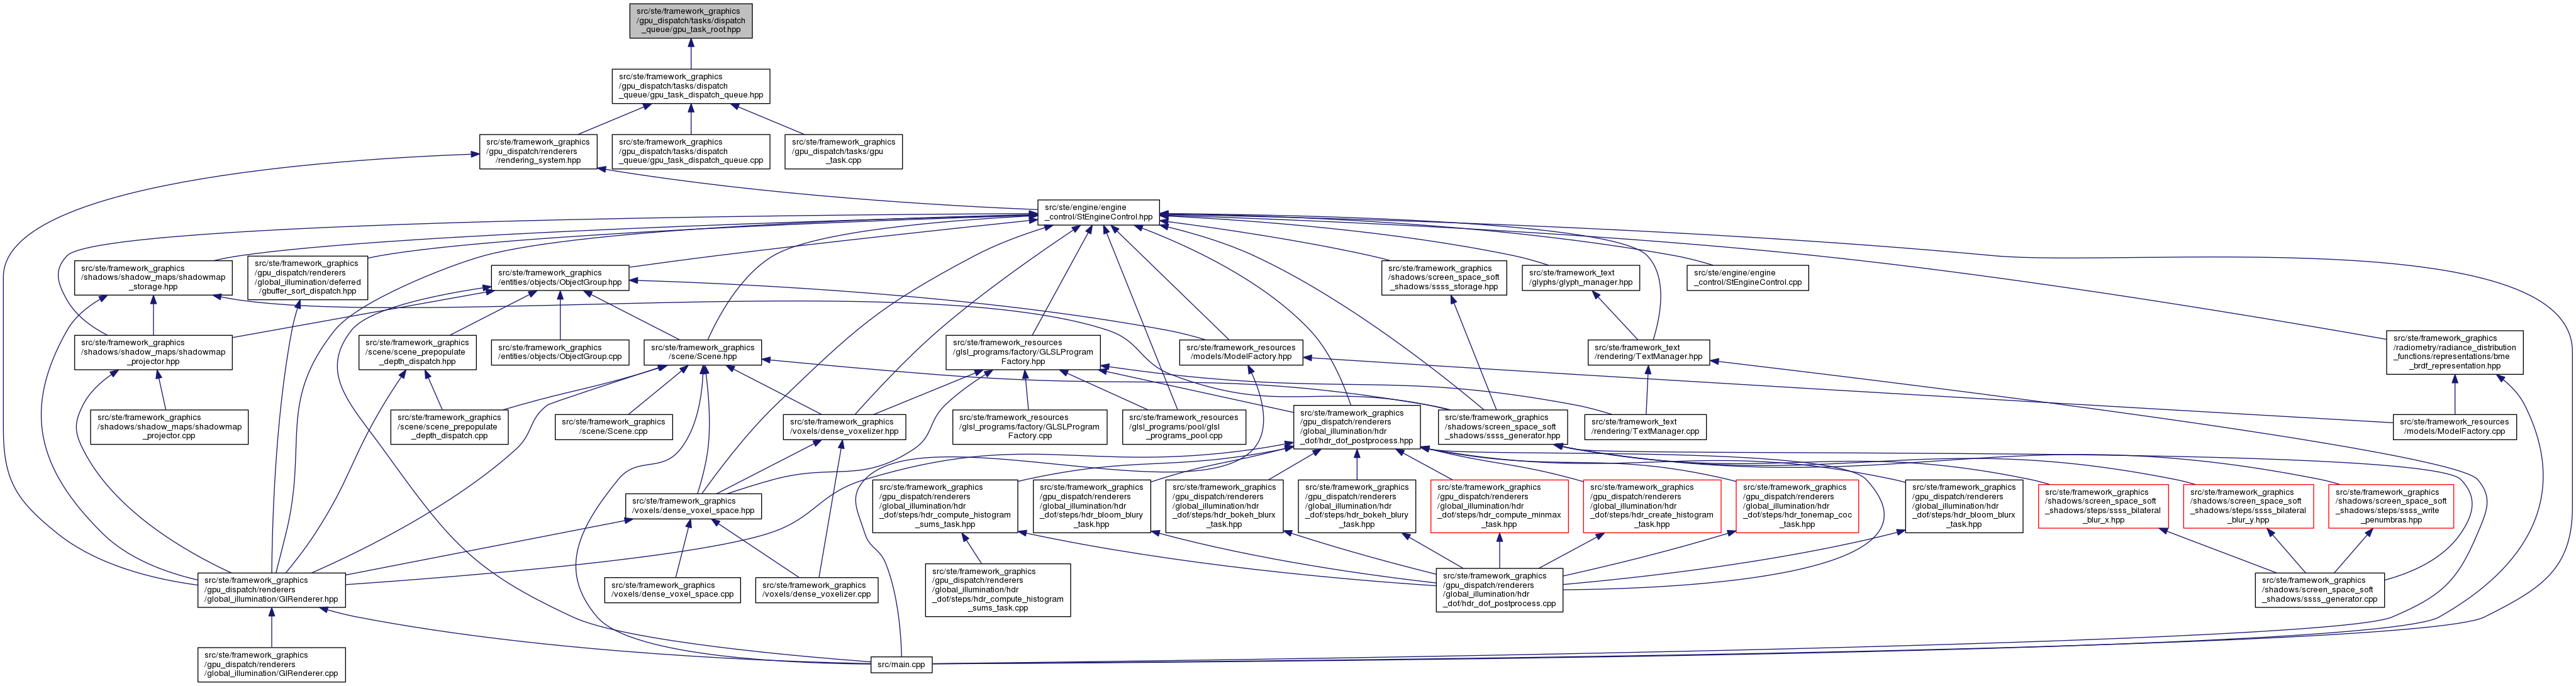 src/ste/framework_graphics
/gpu_dispatch/tasks/dispatch
_queue/gpu_task_root.hpp
src/ste/framework_graphics
/gpu_dispatch/tasks/dispatch
_queue/gpu_task_dispatch_queue.hpp
src/ste/framework_graphics
/gpu_dispatch/renderers
/rendering_system.hpp
src/ste/framework_graphics
/gpu_dispatch/tasks/dispatch
_queue/gpu_task_dispatch_queue.cpp
src/ste/framework_graphics
/gpu_dispatch/tasks/gpu
_task.cpp
src/ste/engine/engine
_control/StEngineControl.hpp
src/ste/framework_graphics
/shadows/shadow_maps/shadowmap
_storage.hpp
src/ste/framework_graphics
/gpu_dispatch/renderers
/global_illumination/deferred
/gbuffer_sort_dispatch.hpp
src/ste/framework_graphics
/entities/objects/ObjectGroup.hpp
src/ste/framework_graphics
/shadows/screen_space_soft
_shadows/ssss_storage.hpp
src/ste/framework_text
/glyphs/glyph_manager.hpp
src/ste/engine/engine
_control/StEngineControl.cpp
src/ste/framework_graphics
/shadows/shadow_maps/shadowmap
_projector.hpp
src/ste/framework_graphics
/scene/scene_prepopulate
_depth_dispatch.hpp
src/ste/framework_graphics
/entities/objects/ObjectGroup.cpp
src/ste/framework_graphics
/scene/Scene.hpp
src/ste/framework_resources
/glsl_programs/factory/GLSLProgram
Factory.hpp
src/ste/framework_resources
/models/ModelFactory.hpp
src/ste/framework_text
/rendering/TextManager.hpp
src/ste/framework_graphics
/radiometry/radiance_distribution
_functions/representations/bme
_brdf_representation.hpp
src/ste/framework_graphics
/shadows/shadow_maps/shadowmap
_projector.cpp
src/ste/framework_graphics
/scene/scene_prepopulate
_depth_dispatch.cpp
src/ste/framework_graphics
/scene/Scene.cpp
src/ste/framework_graphics
/voxels/dense_voxelizer.hpp
src/ste/framework_resources
/glsl_programs/factory/GLSLProgram
Factory.cpp
src/ste/framework_resources
/glsl_programs/pool/glsl
_programs_pool.cpp
src/ste/framework_graphics
/gpu_dispatch/renderers
/global_illumination/hdr
_dof/hdr_dof_postprocess.hpp
src/ste/framework_graphics
/shadows/screen_space_soft
_shadows/ssss_generator.hpp
src/ste/framework_text
/rendering/TextManager.cpp
src/ste/framework_resources
/models/ModelFactory.cpp
src/ste/framework_graphics
/voxels/dense_voxel_space.hpp
src/ste/framework_graphics
/gpu_dispatch/renderers
/global_illumination/hdr
_dof/steps/hdr_compute_histogram
_sums_task.hpp
src/ste/framework_graphics
/gpu_dispatch/renderers
/global_illumination/hdr
_dof/steps/hdr_bloom_blury
_task.hpp
src/ste/framework_graphics
/gpu_dispatch/renderers
/global_illumination/hdr
_dof/steps/hdr_bokeh_blurx
_task.hpp
src/ste/framework_graphics
/gpu_dispatch/renderers
/global_illumination/hdr
_dof/steps/hdr_bokeh_blury
_task.hpp
src/ste/framework_graphics
/gpu_dispatch/renderers
/global_illumination/hdr
_dof/steps/hdr_compute_minmax
_task.hpp
src/ste/framework_graphics
/gpu_dispatch/renderers
/global_illumination/hdr
_dof/steps/hdr_create_histogram
_task.hpp
src/ste/framework_graphics
/gpu_dispatch/renderers
/global_illumination/hdr
_dof/steps/hdr_tonemap_coc
_task.hpp
src/ste/framework_graphics
/gpu_dispatch/renderers
/global_illumination/hdr
_dof/steps/hdr_bloom_blurx
_task.hpp
src/ste/framework_graphics
/shadows/screen_space_soft
_shadows/steps/ssss_bilateral
_blur_x.hpp
src/ste/framework_graphics
/shadows/screen_space_soft
_shadows/steps/ssss_bilateral
_blur_y.hpp
src/ste/framework_graphics
/shadows/screen_space_soft
_shadows/steps/ssss_write
_penumbras.hpp
src/ste/framework_graphics
/gpu_dispatch/renderers
/global_illumination/GIRenderer.hpp
src/ste/framework_graphics
/voxels/dense_voxel_space.cpp
src/ste/framework_graphics
/voxels/dense_voxelizer.cpp
src/ste/framework_graphics
/gpu_dispatch/renderers
/global_illumination/hdr
_dof/steps/hdr_compute_histogram
_sums_task.cpp
src/ste/framework_graphics
/gpu_dispatch/renderers
/global_illumination/hdr
_dof/hdr_dof_postprocess.cpp
src/ste/framework_graphics
/shadows/screen_space_soft
_shadows/ssss_generator.cpp
src/ste/framework_graphics
/gpu_dispatch/renderers
/global_illumination/GIRenderer.cpp
src/main.cpp